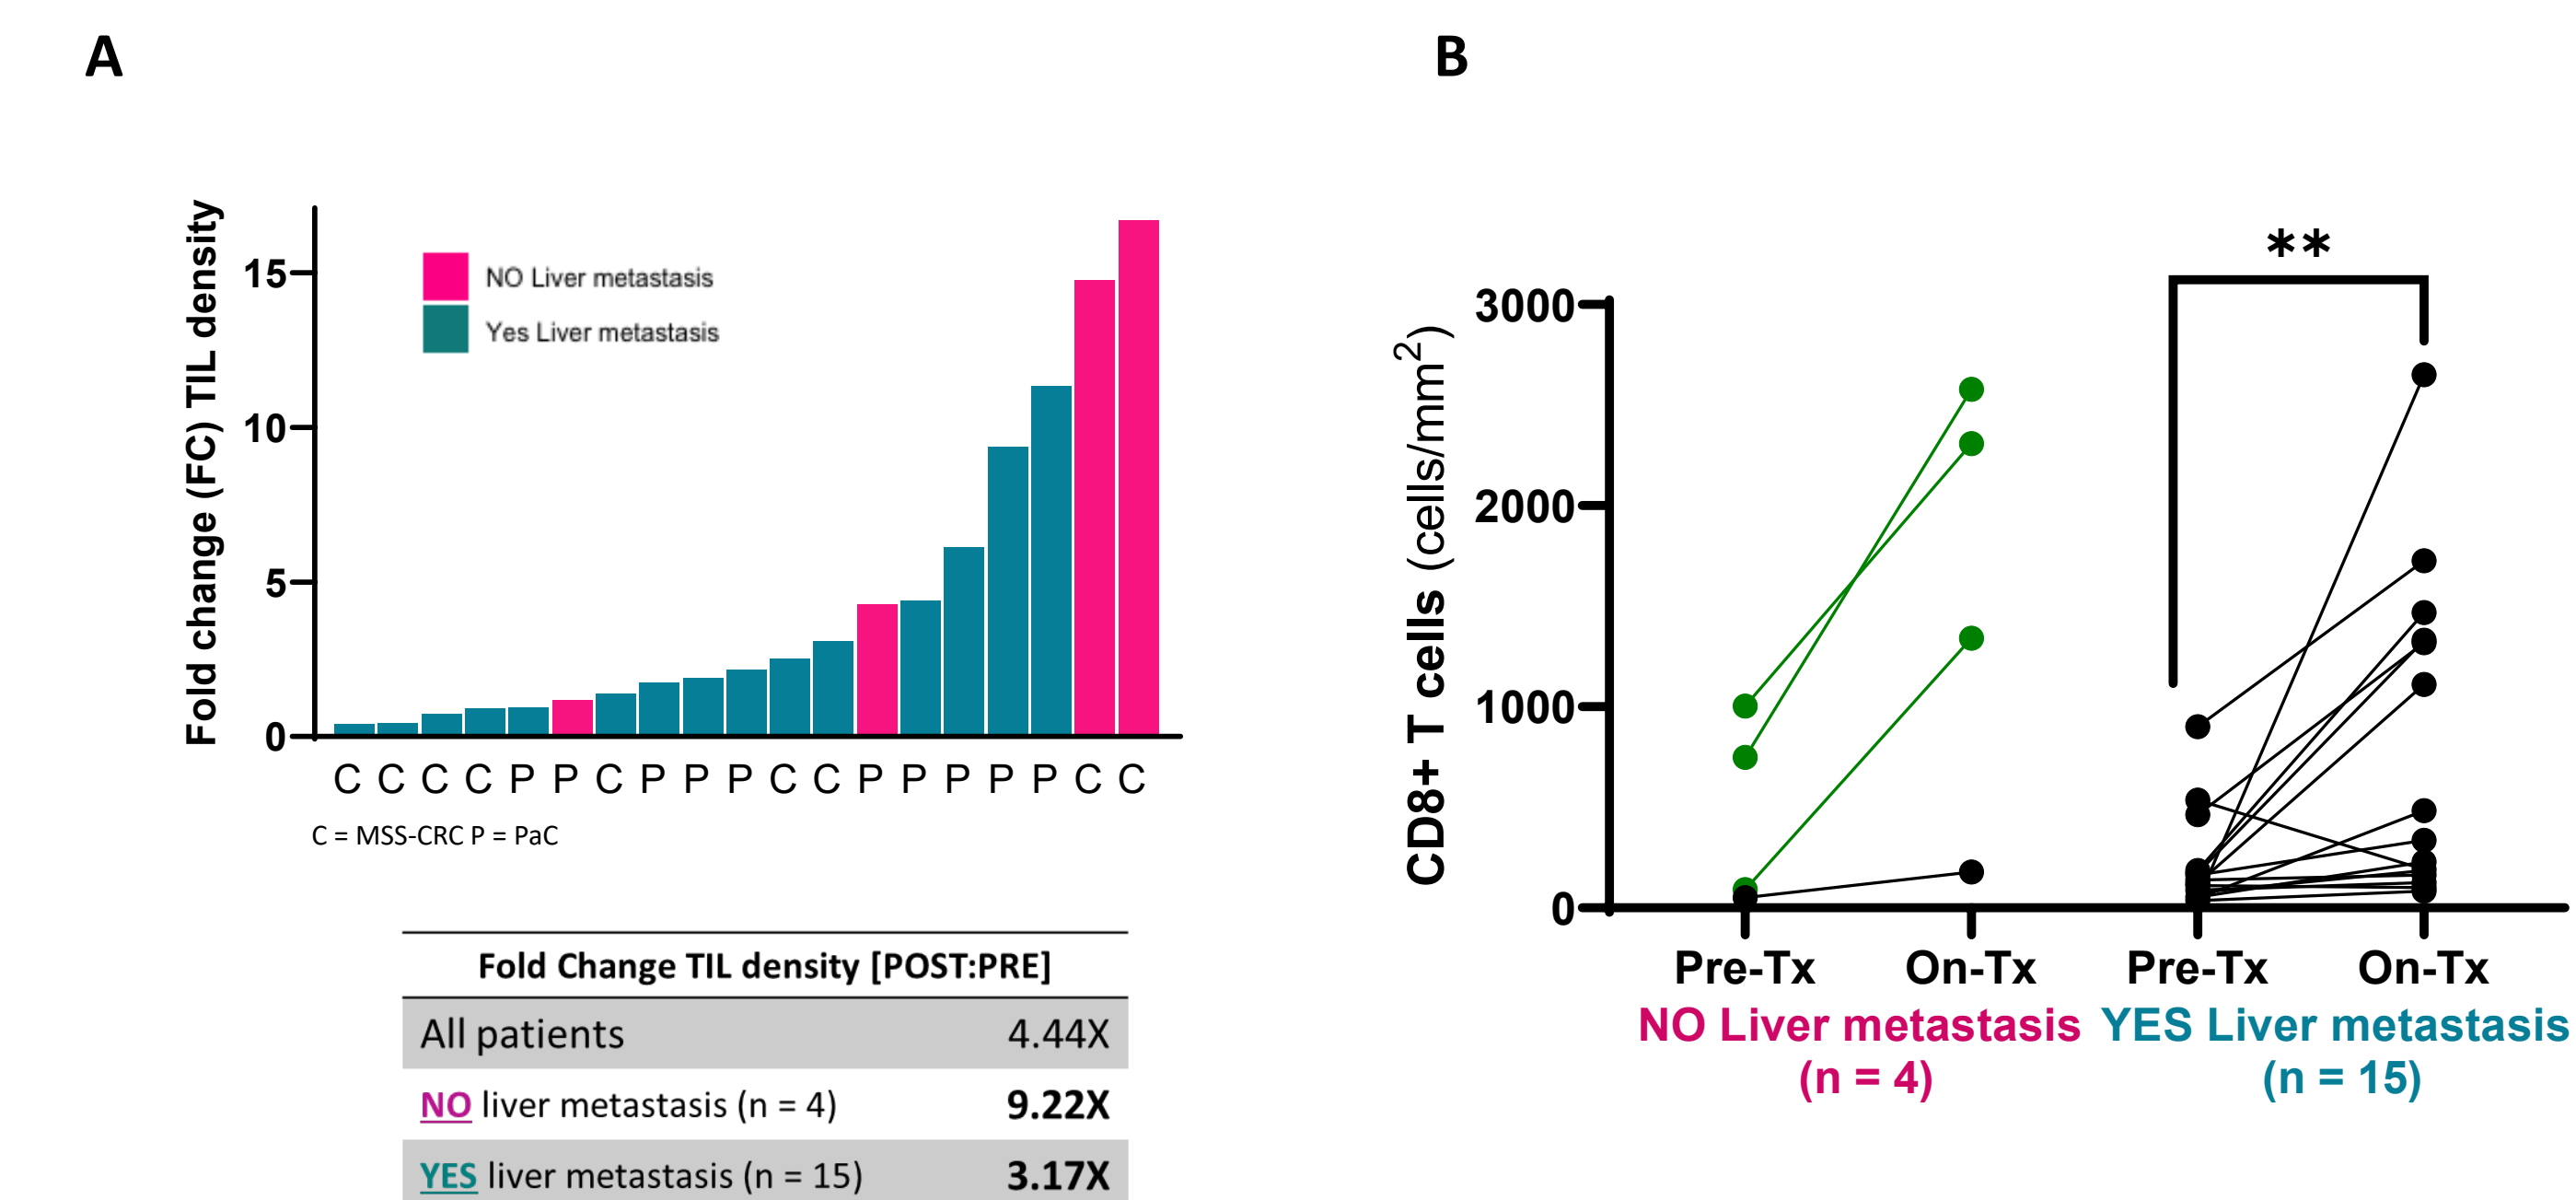 A
Fold change (FC) TIL density
15
10
5
0
NO Liver metastasis
Yes Liver metastasis
C C C C P P C P P P C C P P P P P C C
C = MSS-CRC P = PaC
Fold Change TIL density [POST:PRE]
All patients 4.44X
NO liver metastasis (n = 4) 9.22X
YES liver metastasis (n = 15) 3.17X
B
CD8+ T cells (cells/mm²)
3000
2000
1000
0
**
Pre-Tx On-Tx Pre-Tx On-Tx
NO Liver metastasis YES Liver metastasis
(n = 4) (n = 15)